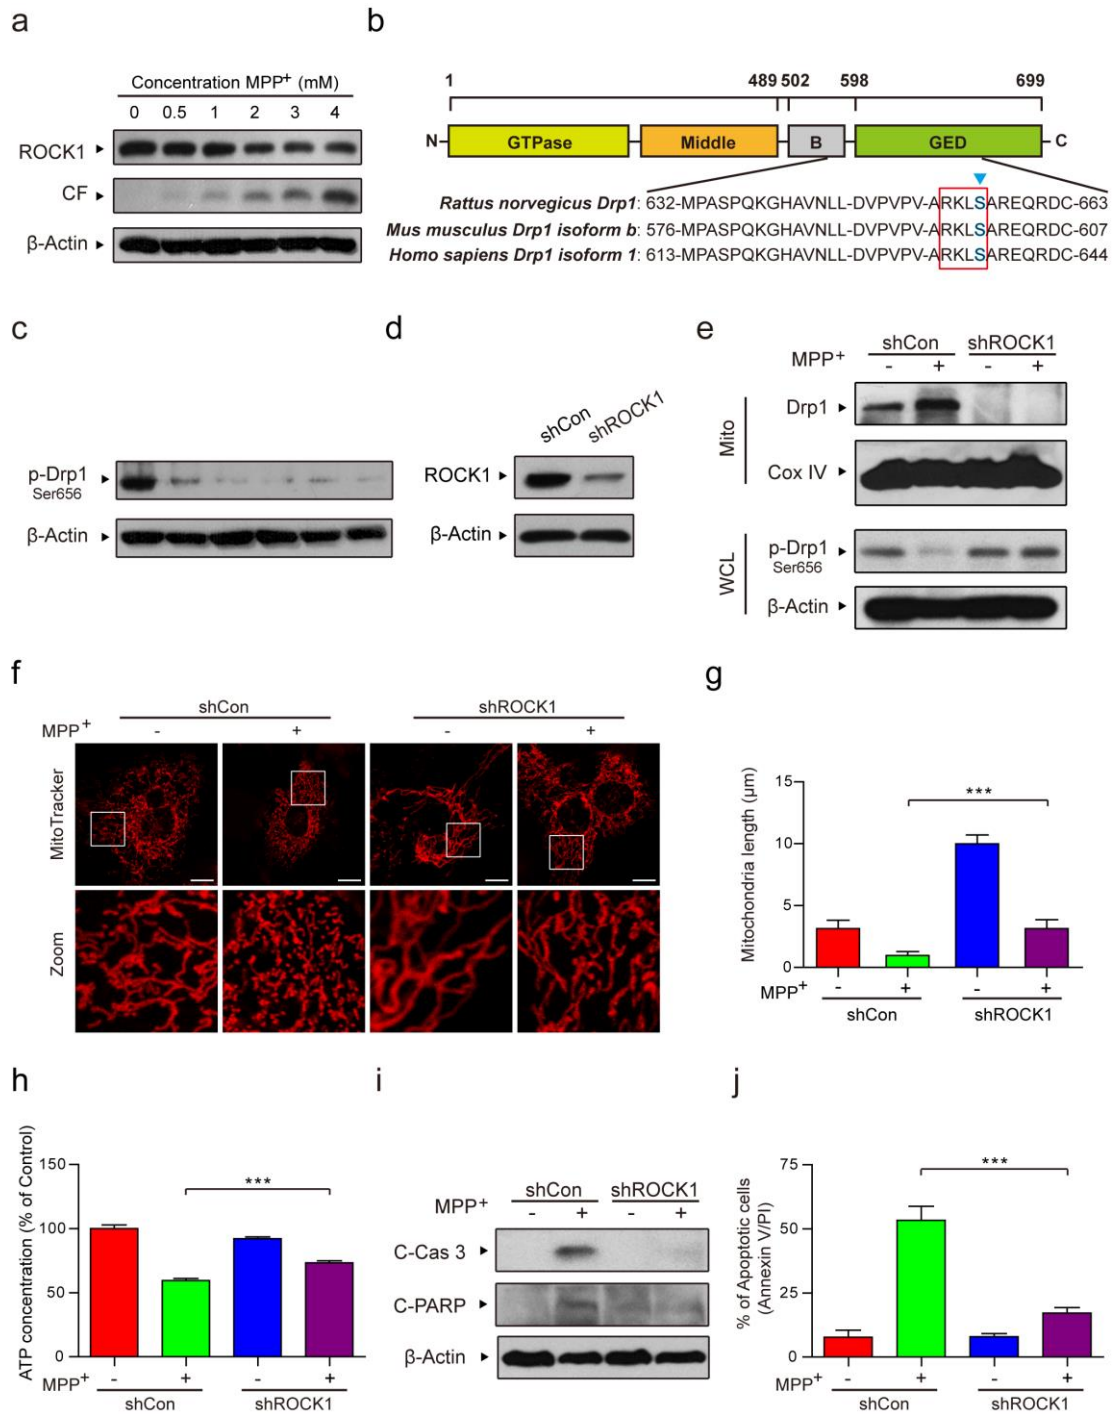 a
Concentration MPP+ (mM)
0 0.5 1 2 3 4
ROCK1
CF
β-Actin
b
1 489 502 598 699
N GTPase Middle B GED C
Rattus norvegicus Drp1: 632-MPASPQKGHAVNLL-DVPVPV-ARKLSAREQRDC-663
Mus musculus Drp1 isoform b: 576-MPASPQKGHAVNLL-DVPVPV-ARKLSAREQRDC-607
Homo sapiens Drp1 isoform 1: 613-MPASPQKGHAVNLL-DVPVPV-ARKLSAREQRDC-644
c
p-Drp1
Ser656
β-Actin
d
shCon shROCK1
ROCK1
β-Actin
e
shCon shROCK1
MPP+ - + - +
Mito
Drp1
Cox IV
WCL
p-Drp1
Ser656
β-Actin
f
shCon shROCK1
MPP+ - + - +
MitoTracker
Zoom
g
Mitochondria length (μm)
15
10
5
0
***
MPP+ - + - +
shCon shROCK1
h
ATP concentration (% of Control)
150
100
50
0
***
MPP+ - + - +
shCon shROCK1
i
shCon shROCK1
MPP+ - + - +
C-Cas 3
C-PARP
β-Actin
j
% of Apoptotic cells
(Annexin V/PI)
75
50
25
0
***
MPP+ - + - +
shCon shROCK1